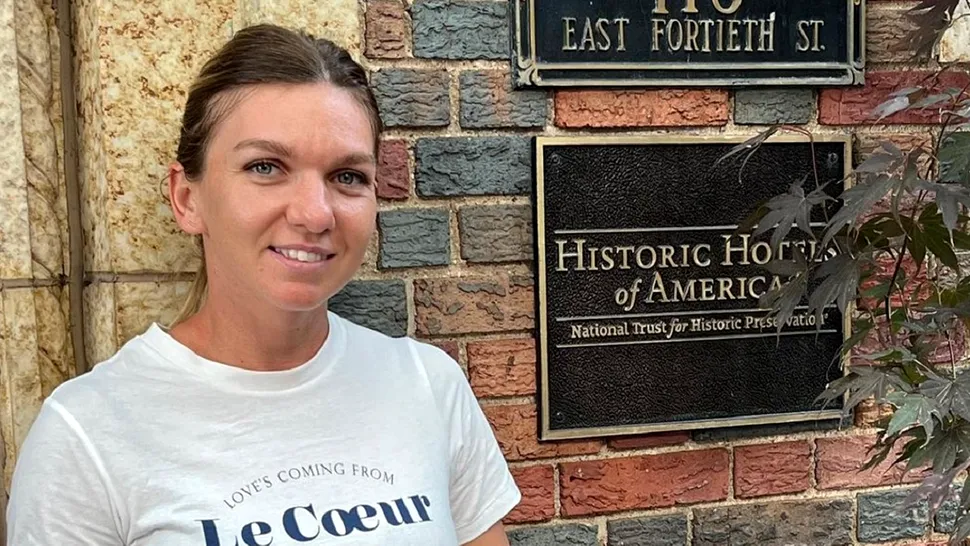 EAST FORTIETH ST.
HISTORIC HOTELS
of AMERICA
National Trust for Historic Preservation
LOVE'S COMING FROM
Le Cœur